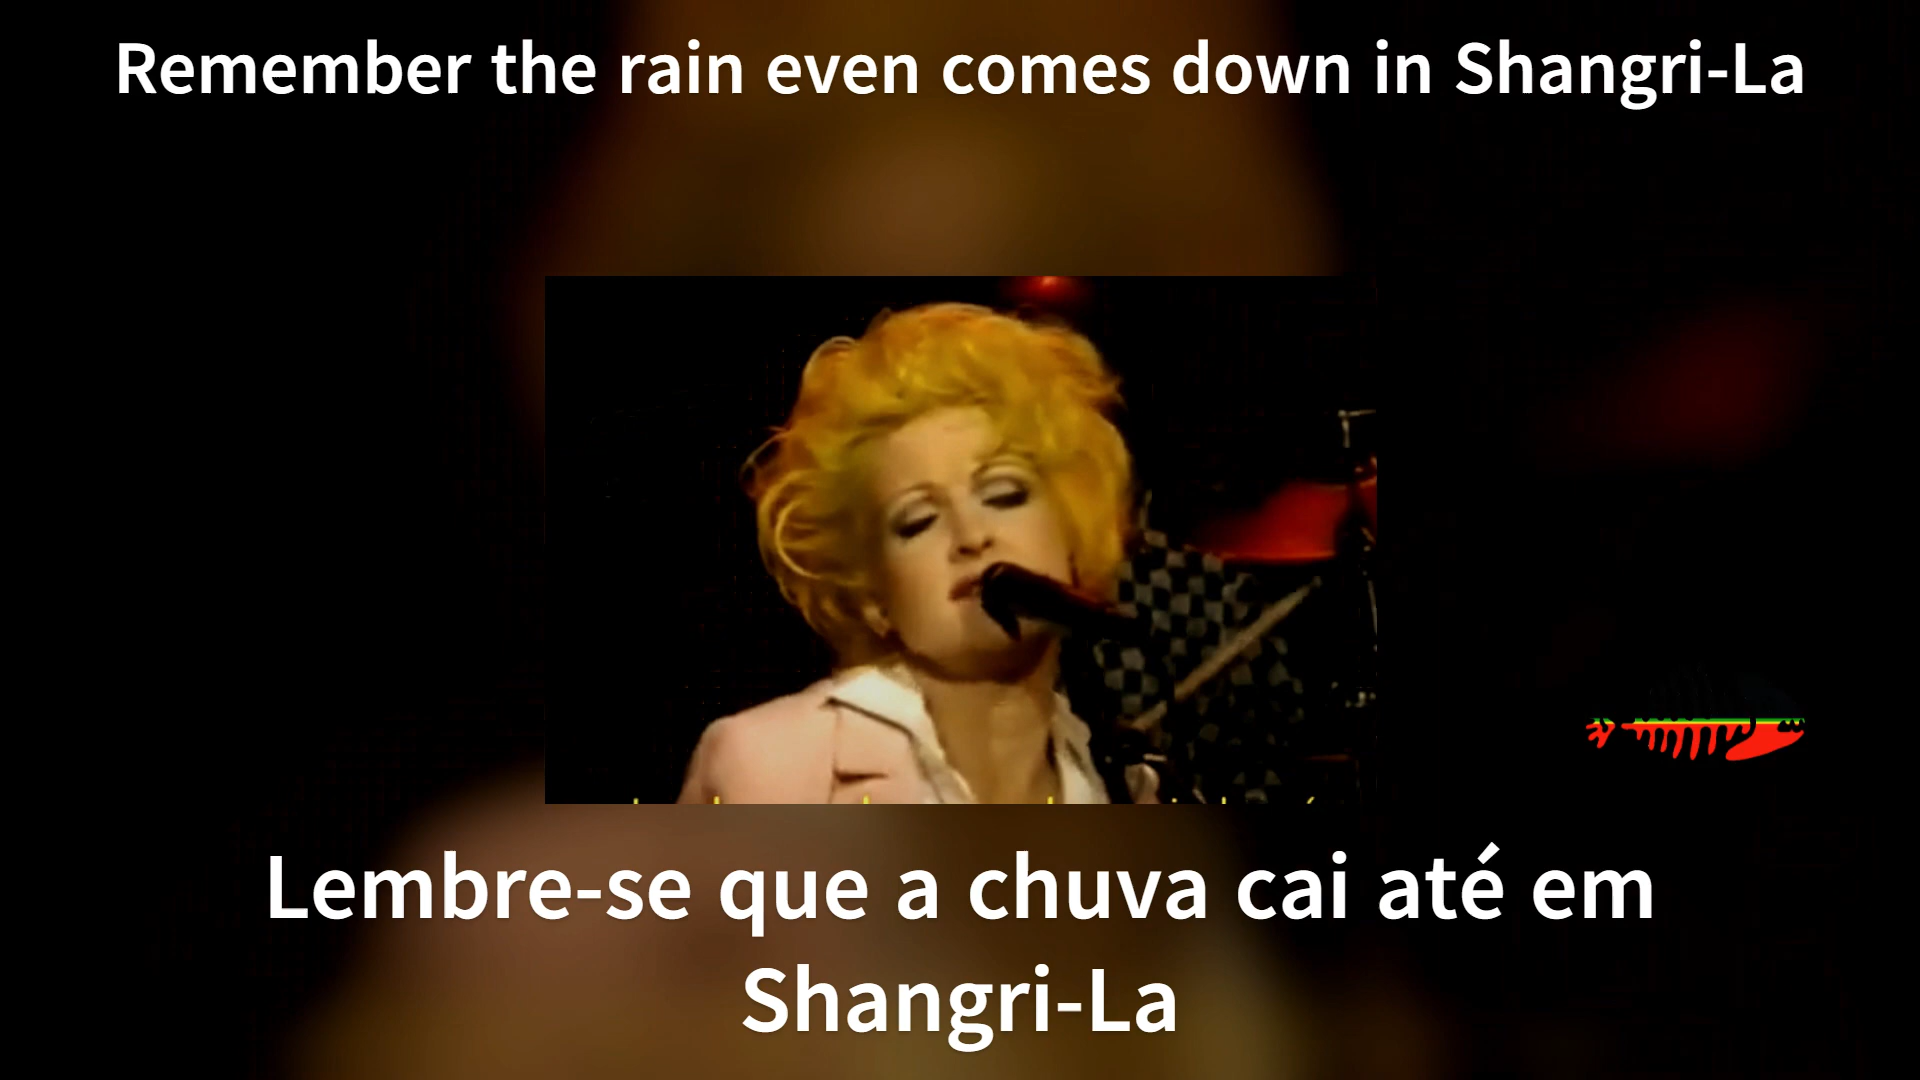 Remember the rain even comes down in Shangri-La
Lembre-se que a chuva cai até em
Shangri-La